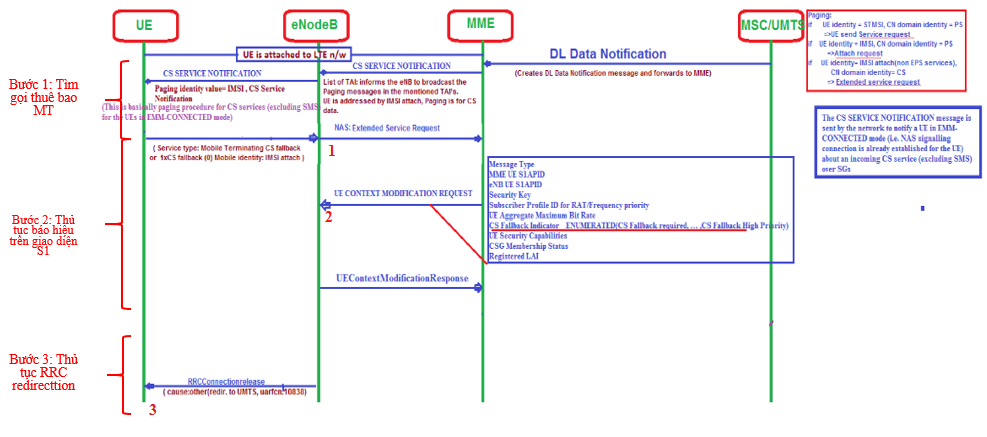 UE
eNodeB
MME
MSC/UMTS
Paging:
if UE identity = STMSI, CN domain identity = PS
=>UE send Service request
if UE identity = IMSI, CN domain identity = PS
=>Attach request
if UE identity= IMSI attach(non EPS services),
CN domain identity= CS
=> Extended service request
UE is attached to LTE n/w
DL Data Notification
(Creates DL Data Notification message and forwards to MME)
CS SERVICE NOTIFICATION
CS SERVICE NOTIFICATION
List of TAI: informs the eNB to broadcast the
Paging messages in the mentioned TAPs.
UE is addressed by IMSI attach, Paging is for CS
data.
Paging identity value= IMSI , CS Service
Notification
(This is basically paging procedure for CS services (excluding SMS)
for the UEs in EMM-CONNECTED mode)
Bước 1: Tìm
gọi thuê bao
MT
The CS SERVICE NOTIFICATION message is
sent by the network to notify a UE in EMM-
CONNECTED mode (i.e. NAS signalling
connection is already established for the UE)
about an incoming CS service (excluding SMS)
over SGs
NAS: Extended Service Request
1
( Service type: Mobile Terminating CS fallback
or 1xCS fallback (0) Mobile identity: IMSI attach )
Message Type
MME UE S1APID
eNB UE S1APID
Security Key
Subscriber Profile ID for RAT/Frequency priority
UE Aggregate Maximum Bit Rate
CS Fallback Indicator ENUMERATED(CS Fallback required, ... ,CS Fallback High Priority)
UE Security Capabilities
CSG Membership Status
Registered LAI
UE CONTEXT MODIFICATION REQUEST
2
Bước 2: Thủ
tục báo hiệu
trên giao diện
S1
UEContextModificationResponse
Bước 3: Thủ
tục RRC
redirecttion
RRCConnectionrelease
( cause:other(redir. to UMTS, uarfcn:10838)
3